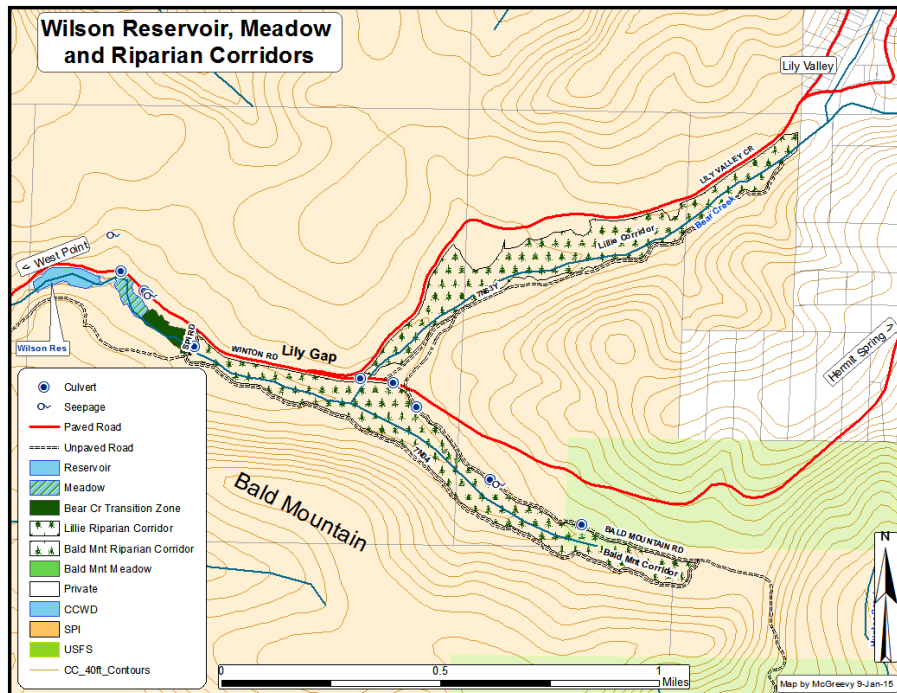 Wilson Reservoir, Meadow
and Riparian Corridors
Lily Valley
LILY VALLEY CR
Bear Creek
Lillie Corridor
< West Point
7N63Y
Wilson Res
SPI RD
WINTON RD
Lily Gap
Hermit Spring >
7N04
Bald Mountain
BALD MOUNTAIN RD
Bald Mnt Corridor
Culvert
Seepage
Paved Road
Unpaved Road
Reservoir
Meadow
Bear Cr Transition Zone
Lillie Riparian Corridor
Bald Mnt Riparian Corridor
Bald Mnt Meadow
Private
CCWD
SPI
USFS
CC_40ft_Contours
N
0 0.5 1
Miles
Map by McGreevy 9-Jan-15